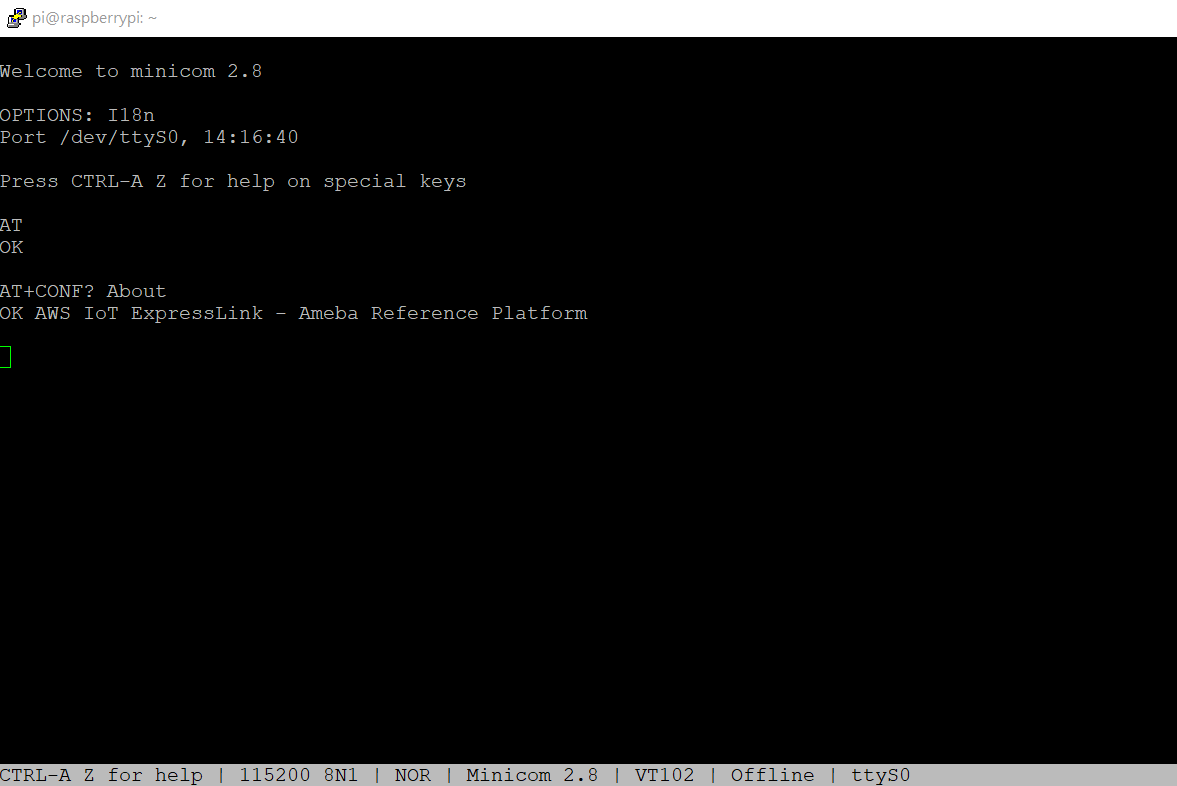 pi@raspberrypi: ~
Welcome to minicom 2.8
OPTIONS: I18n
Port /dev/ttyS0, 14:16:40
Press CTRL-A Z for help on special keys
AT
OK
AT+CONF? About
OK AWS IoT ExpressLink - Ameba Reference Platform
CTRL-A Z for help | 115200 8N1 | NOR | Minicom 2.8 | VT102 | Offline | ttyS0